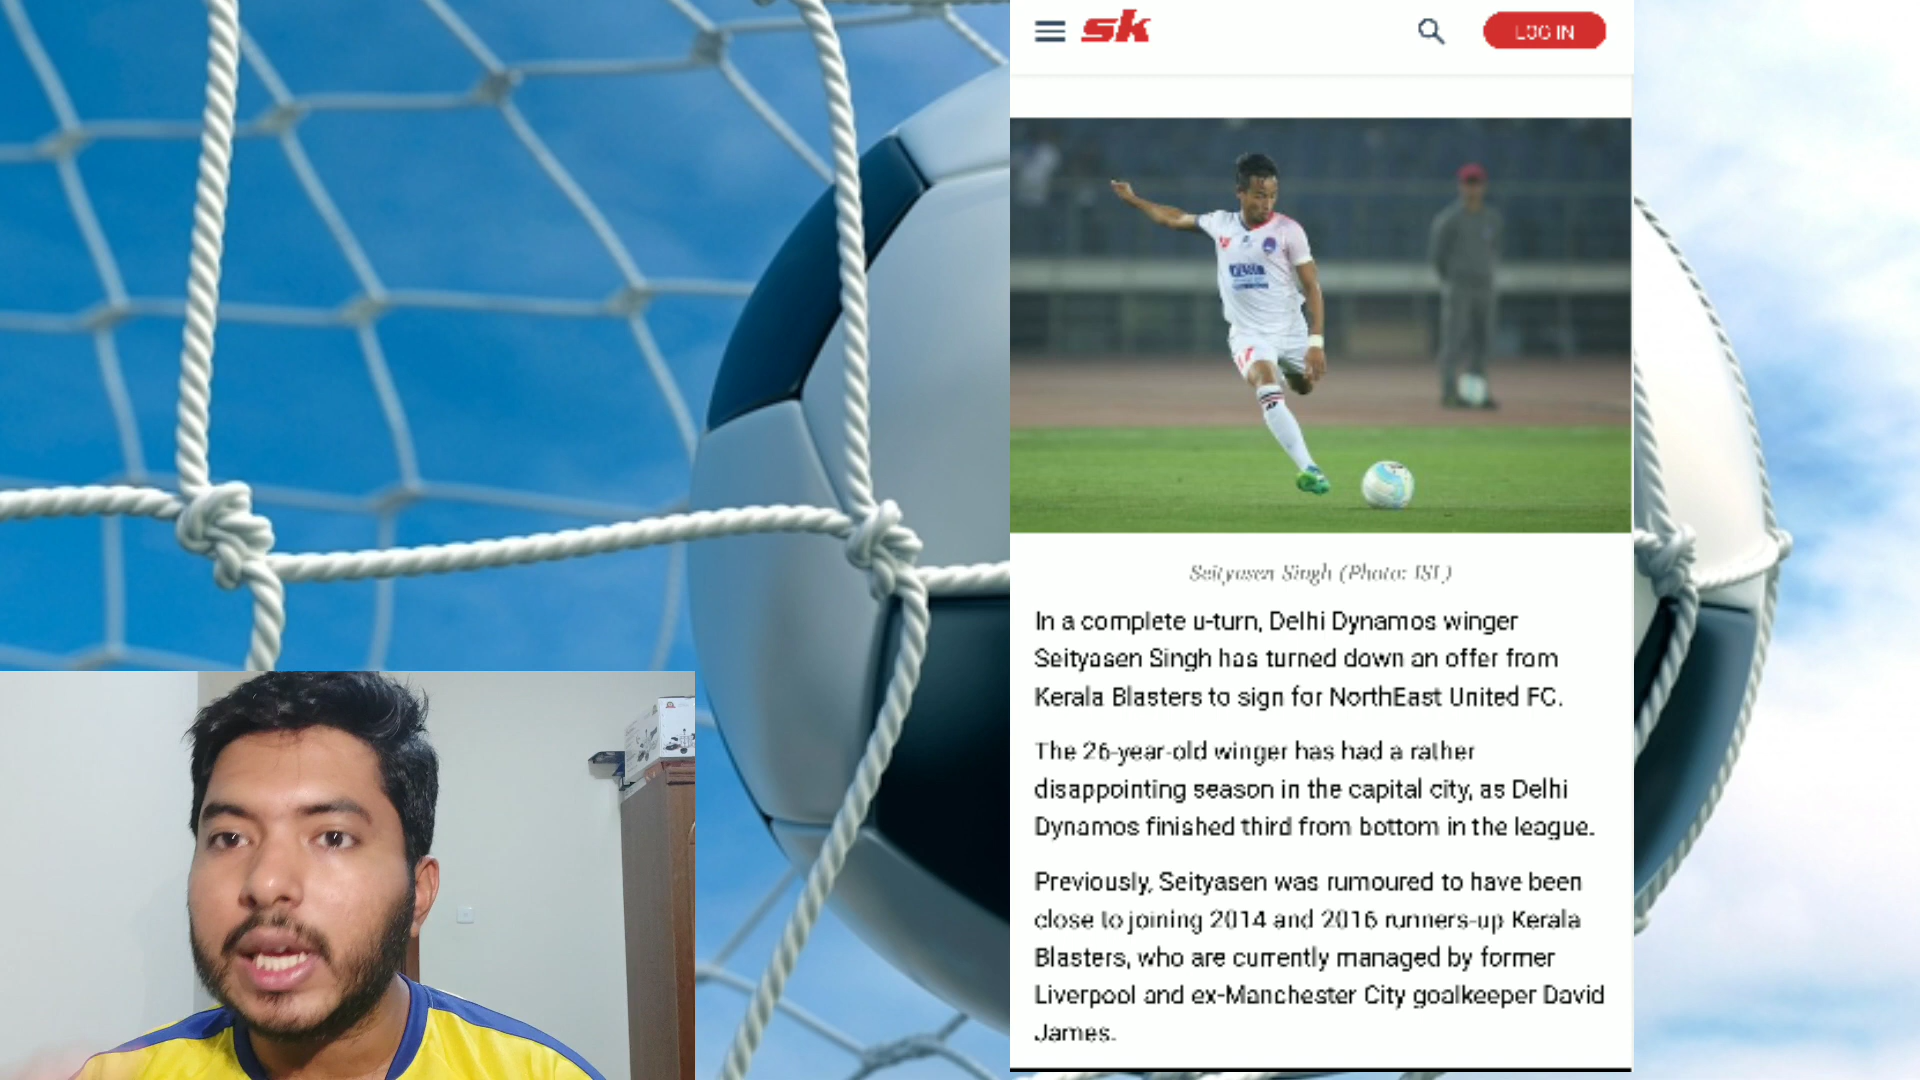 sk
LOG IN
Seityasen Singh (Photo: ISL)
In a complete u-turn, Delhi Dynamos winger
Seityasen Singh has turned down an offer from
Kerala Blasters to sign for NorthEast United FC.
The 26-year-old winger has had a rather
disappointing season in the capital city, as Delhi
Dynamos finished third from bottom in the league.
Previously, Seityasen was rumoured to have been
close to joining 2014 and 2016 runners-up Kerala
Blasters, who are currently managed by former
Liverpool and ex-Manchester City goalkeeper David
James.